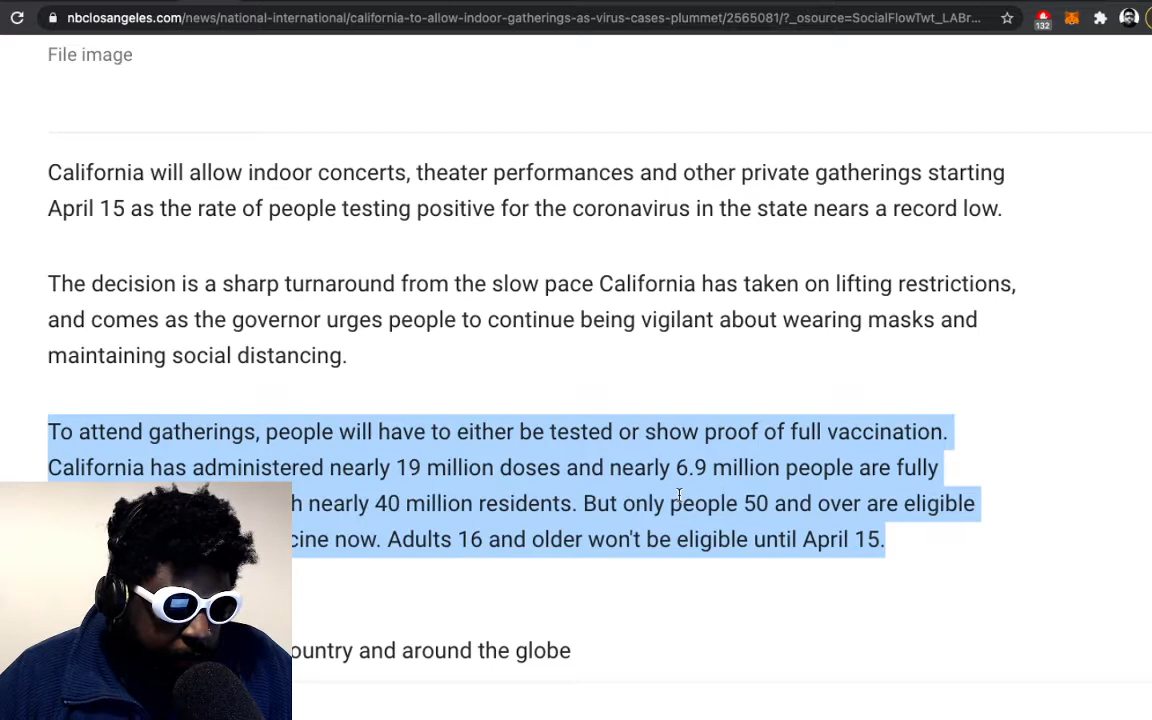 nbclosangeles.com/news/national-international/california-to-allow-indoor-gatherings-as-virus-cases-plummet/2565081/?_osource=SocialFlowTwt_LABr...
132
File image
California will allow indoor concerts, theater performances and other private gatherings starting
April 15 as the rate of people testing positive for the coronavirus in the state nears a record low.
The decision is a sharp turnaround from the slow pace California has taken on lifting restrictions,
and comes as the governor urges people to continue being vigilant about wearing masks and
maintaining social distancing.
To attend gatherings, people will have to either be tested or show proof of full vaccination.
California has administered nearly 19 million doses and nearly 6.9 million people are fully
h nearly 40 million residents. But only people 50 and over are eligible
cine now. Adults 16 and older won't be eligible until April 15.
ountry and around the globe